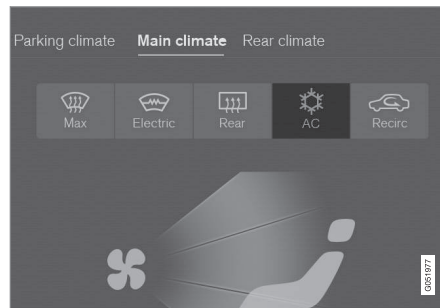 Parking climate Main climate Rear climate
Max Electric Rear AC Recirc
G051977